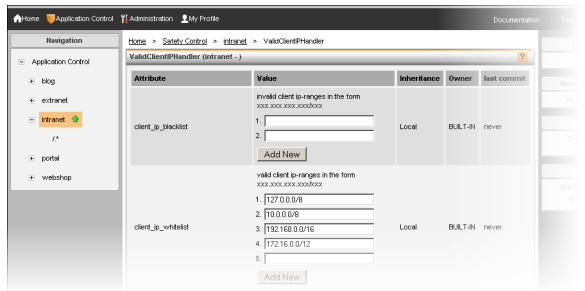 Home Application Control Administration My Profile Documentation
Navigation
Home > Safety Control > intranet > ValidClientIPHandler
Application Control
blog
extranet
intranet
/.*
portal
webshop
ValidClientIPHandler (intranet - )
?
Attribute Value Inheritance Owner last commit
client_ip_blacklist
invalid client ip-ranges in the form
xxx.xxx.xxx.xxx/xxx
1.
2.
Add New
Local BUILT-IN never
client_ip_whitelist
valid client ip-ranges in the form
xxx.xxx.xxx.xxx/xxx
1. 127.0.0.0/8
2. 10.0.0.0/8
3. 192.168.0.0/16
4. 172.16.0.0/12
5.
Add New
Local BUILT-IN never